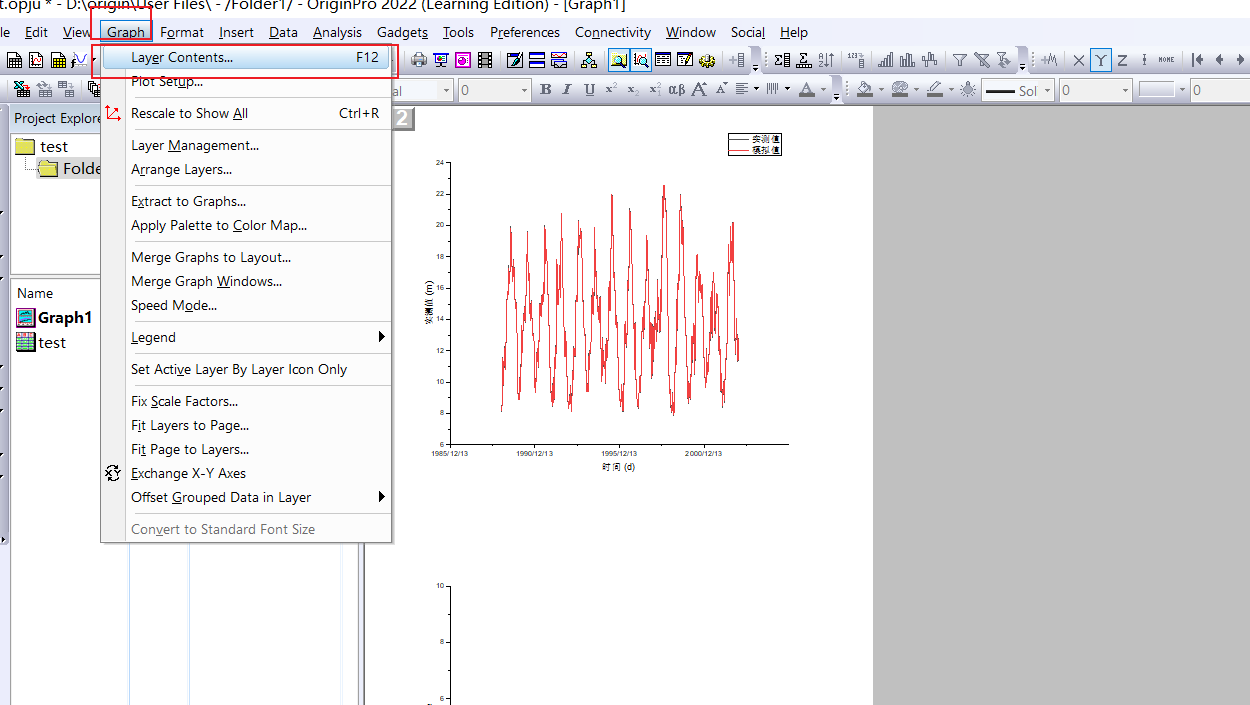 t.opju * - D:\origin\User Files\ - /Folder1/ - OriginPro 2022 (Learning Edition) - [Graph1]
le Edit View Graph Format Insert Data Analysis Gadgets Tools Preferences Connectivity Window Social Help
Layer Contents... F12
Plot Setup...
Rescale to Show All Ctrl+R
Layer Management...
Arrange Layers...
Extract to Graphs...
Apply Palette to Color Map...
Merge Graphs to Layout...
Merge Graph Windows...
Speed Mode...
Legend
Set Active Layer By Layer Icon Only
Fix Scale Factors...
Fit Layers to Page...
Fit Page to Layers...
Exchange X-Y Axes
Offset Grouped Data in Layer
Convert to Standard Font Size
al 0 B I U x² x₂ αβ A A A Sol 0 0
X Y Z NONE
Project Explore
test
Folde
Name
Graph1
test
2
实测值
模拟值
24
22
20
18
16
14
12
10
8
6
实测值 (m)
1985/12/13 1990/12/13 1995/12/13 2000/12/13
时间 (d)
10
8
6